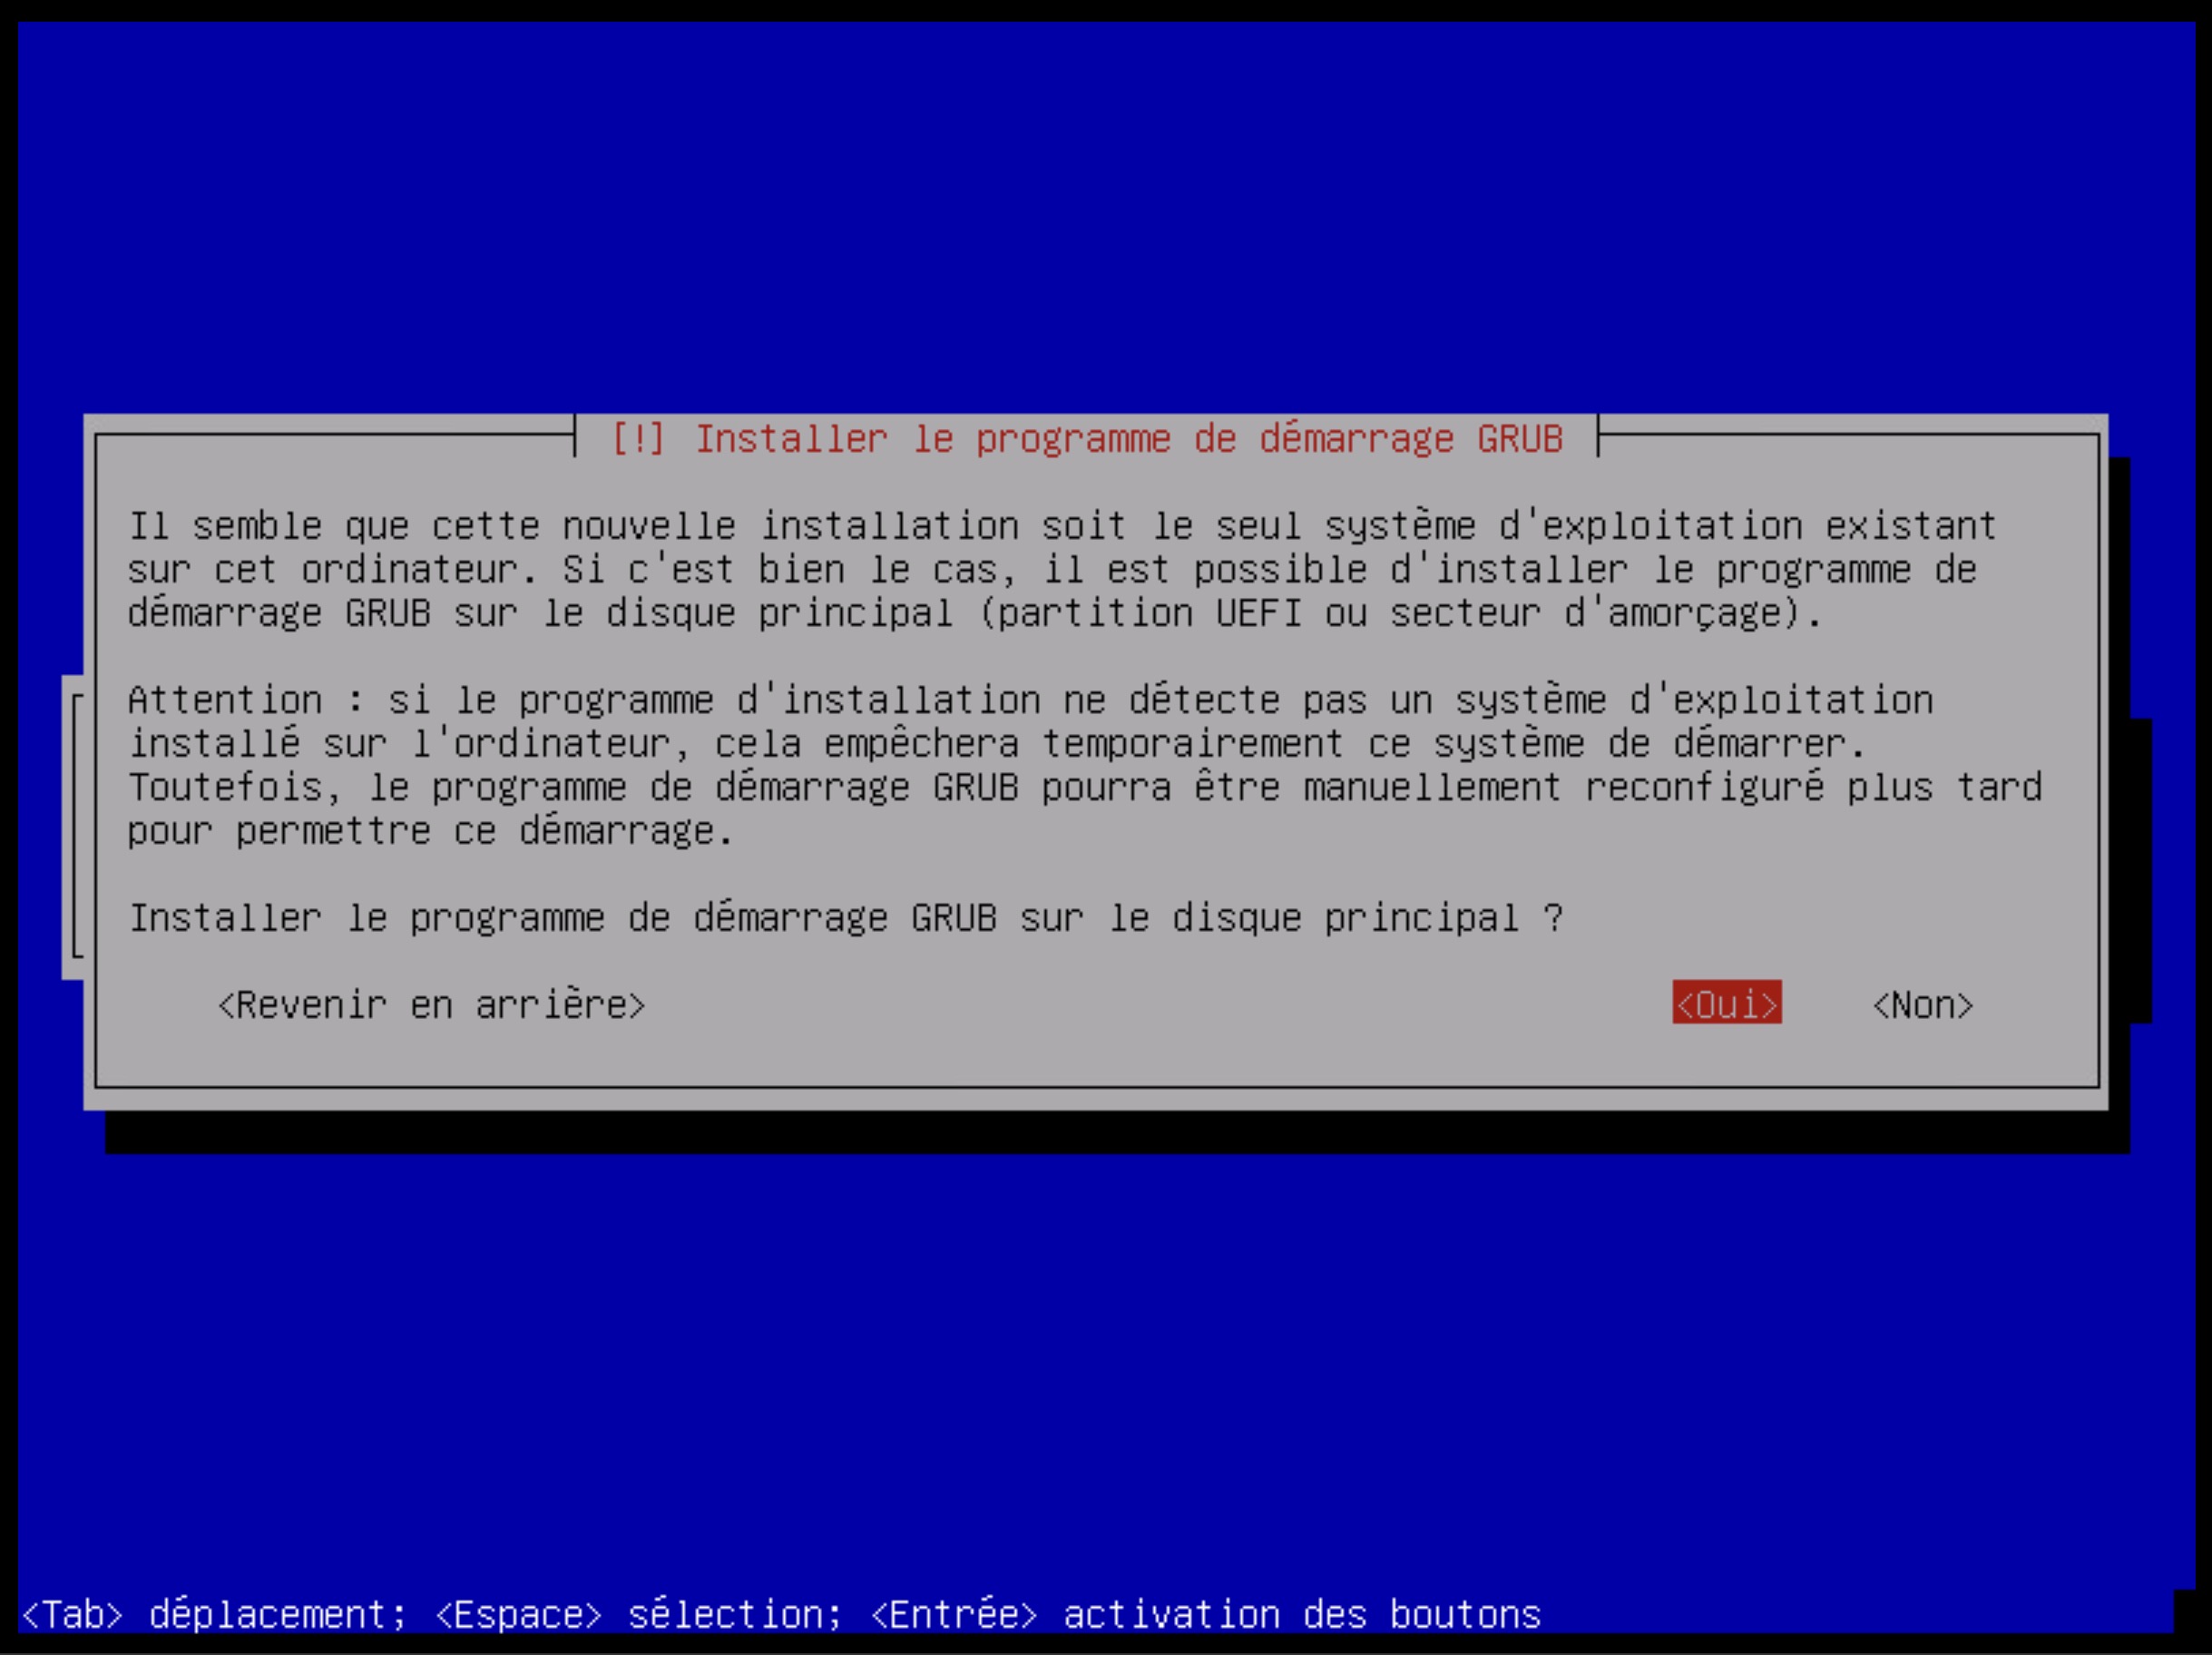 [!] Installer le programme de démarrage GRUB
Il semble que cette nouvelle installation soit le seul système d'exploitation existant
sur cet ordinateur. Si c'est bien le cas, il est possible d'installer le programme de
démarrage GRUB sur le disque principal (partition UEFI ou secteur d'amorçage).
Attention : si le programme d'installation ne détecte pas un système d'exploitation
installé sur l'ordinateur, cela empêchera temporairement ce système de démarrer.
Toutefois, le programme de démarrage GRUB pourra être manuellement reconfiguré plus tard
pour permettre ce démarrage.
Installer le programme de démarrage GRUB sur le disque principal ?
<Revenir en arrière> <Oui> <Non>
<Tab> déplacement; <Espace> sélection; <Entrée> activation des boutons